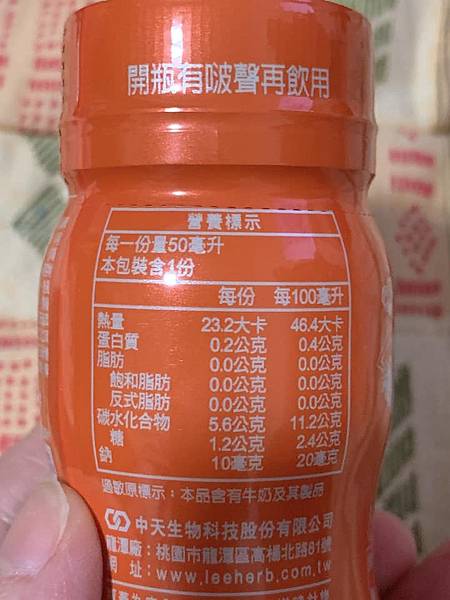 開瓶有啵聲再飲用
營養標示
每一份量50毫升
本包裝含1份
每份 每100毫升
熱量 23.2大卡 46.4大卡
蛋白質 0.2公克 0.4公克
脂肪 0.0公克 0.0公克
飽和脂肪 0.0公克 0.0公克
反式脂肪 0.0公克 0.0公克
碳水化合物 5.6公克 11.2公克
糖 1.2公克 2.4公克
鈉 10毫克 20毫克
過敏原標示：本品含有牛奶及其製品
中天生物科技股份有限公司
龍潭廠：桃園市龍潭區高楊北路81號
網 址：www.leeherb.com.tw